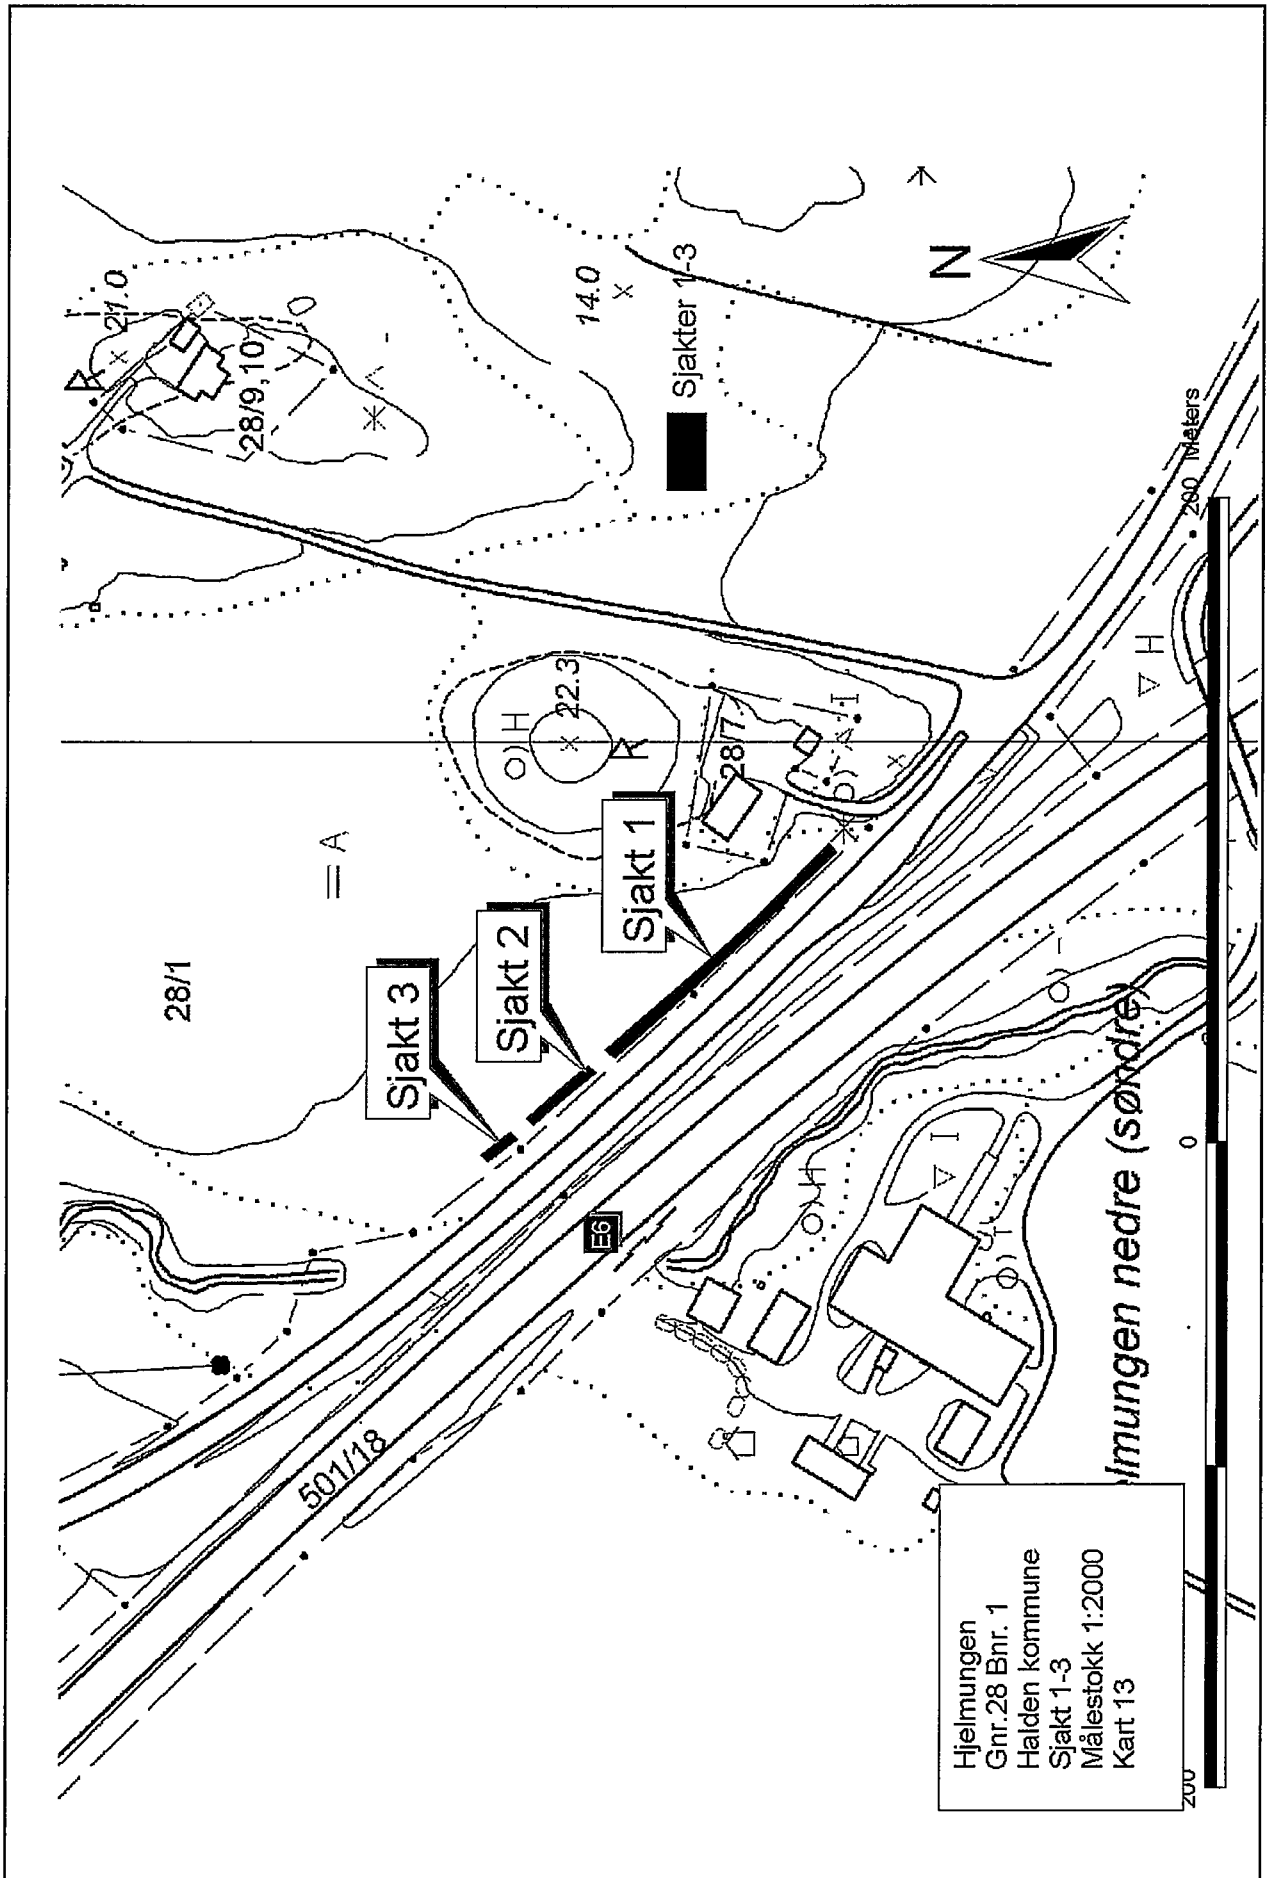 28/1
=A
Sjakt 3
Sjakt 2
Sjakt 1
28/9,10
21.0
14.0
H
22.3
28/7
Sjakter 1-3
N
E6
501/18
H
I
A
I
H
elmungen nedre (søndre)
Hjelmungen
Gnr.28 Bnr. 1
Halden kommune
Sjakt 1-3
Målestokk 1:2000
Kart 13
200
0
200 Meters